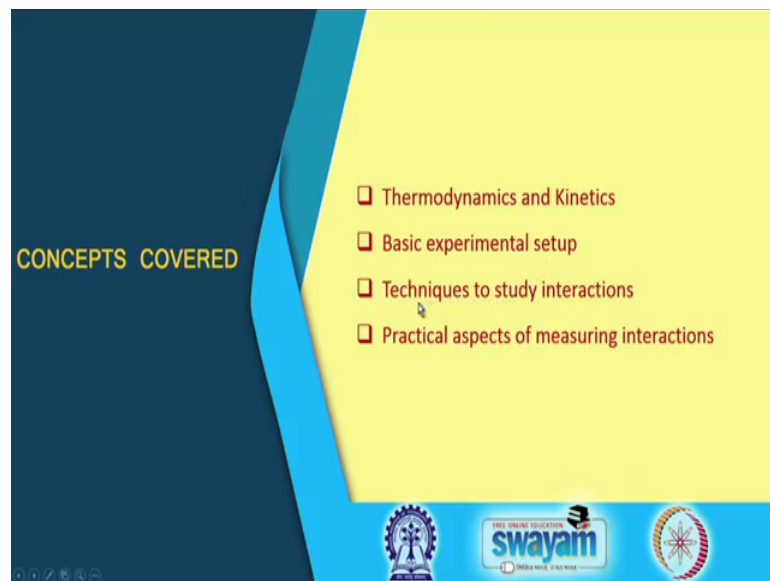 CONCEPTS COVERED
Thermodynamics and Kinetics
Basic experimental setup
Techniques to study interactions
Practical aspects of measuring interactions
FREE ONLINE EDUCATION
swayam